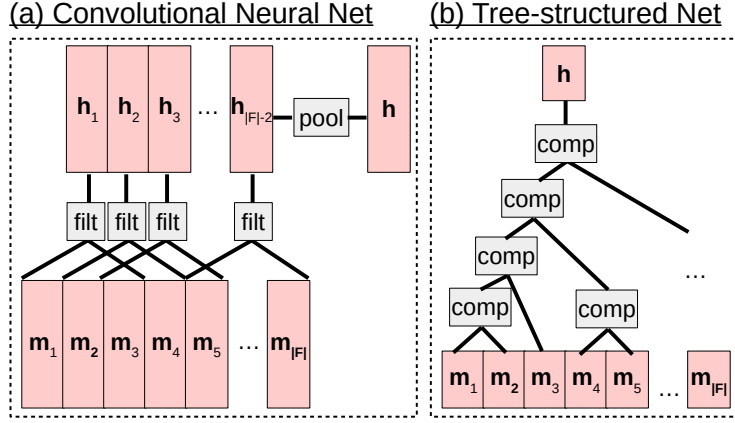 (a) Convolutional Neural Net
h1 h2 h3 ... h|F|-2 pool h
filt filt filt filt
m1 m2 m3 m4 m5 ... m|F|
(b) Tree-structured Net
h
comp
comp
comp
...
comp comp
m1 m2 m3 m4 m5 ... m|F|